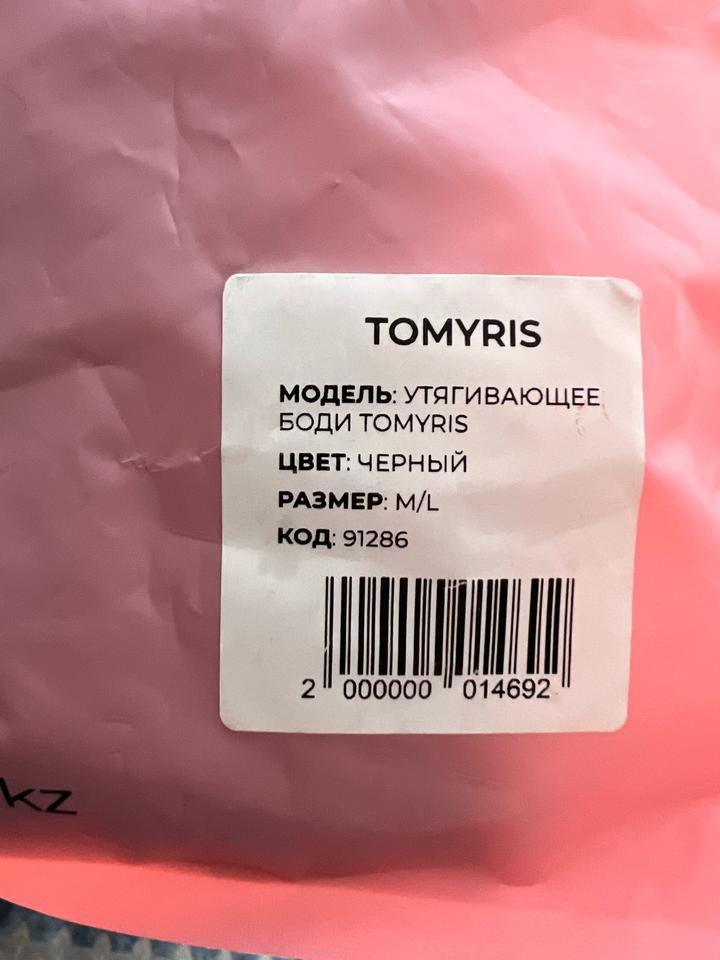 TOMYRIS
МОДЕЛЬ: УТЯГИВАЮЩЕЕ
БОДИ TOMYRIS
ЦВЕТ: ЧЕРНЫЙ
РАЗМЕР: M/L
КОД: 91286
2 000000 014692
kz